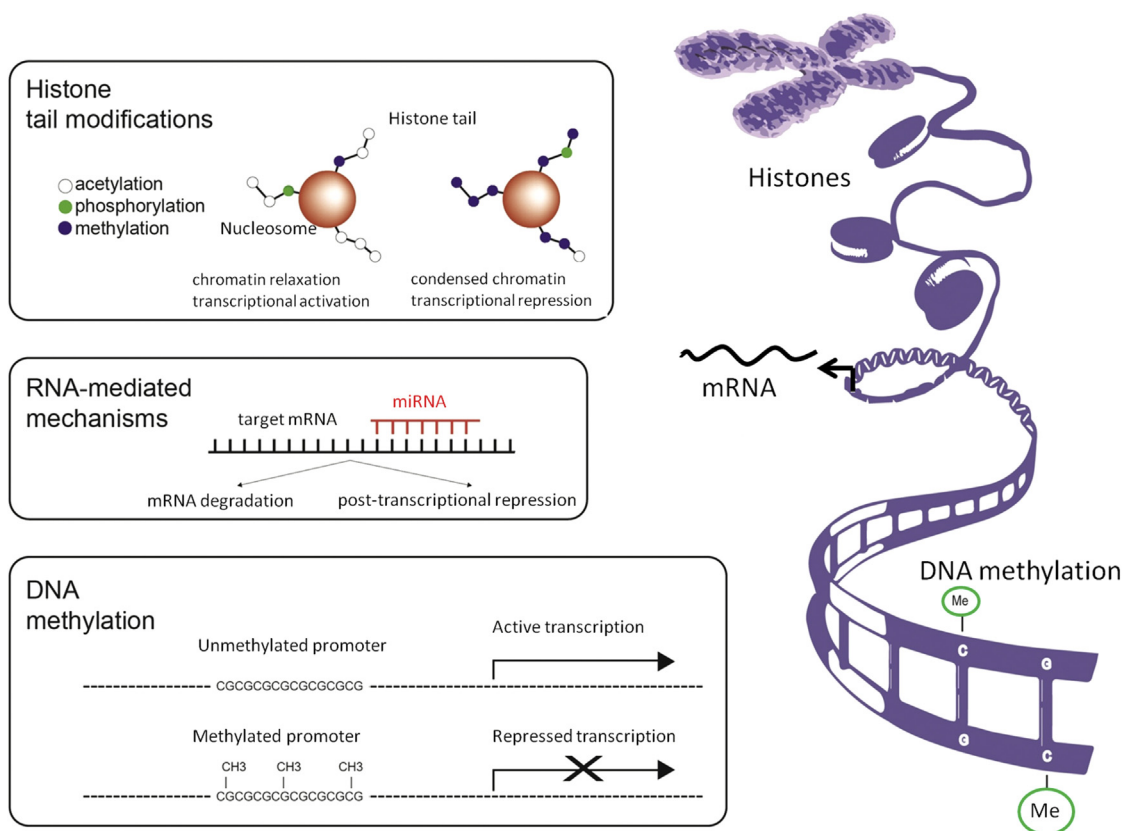 Histone
tail modifications
Histone tail
acetylation
phosphorylation
methylation
Nucleosome
chromatin relaxation
transcriptional activation
condensed chromatin
transcriptional repression
RNA-mediated
mechanisms
miRNA
target mRNA
mRNA degradation
post-transcriptional repression
DNA
methylation
Unmethylated promoter
Active transcription
CGCGCGCGCGCGCGCG
Methylated promoter
Repressed transcription
CH3 CH3 CH3
CGCGCGCGCGCGCGCG
Histones
mRNA
DNA methylation
Me
C G
G C
Me